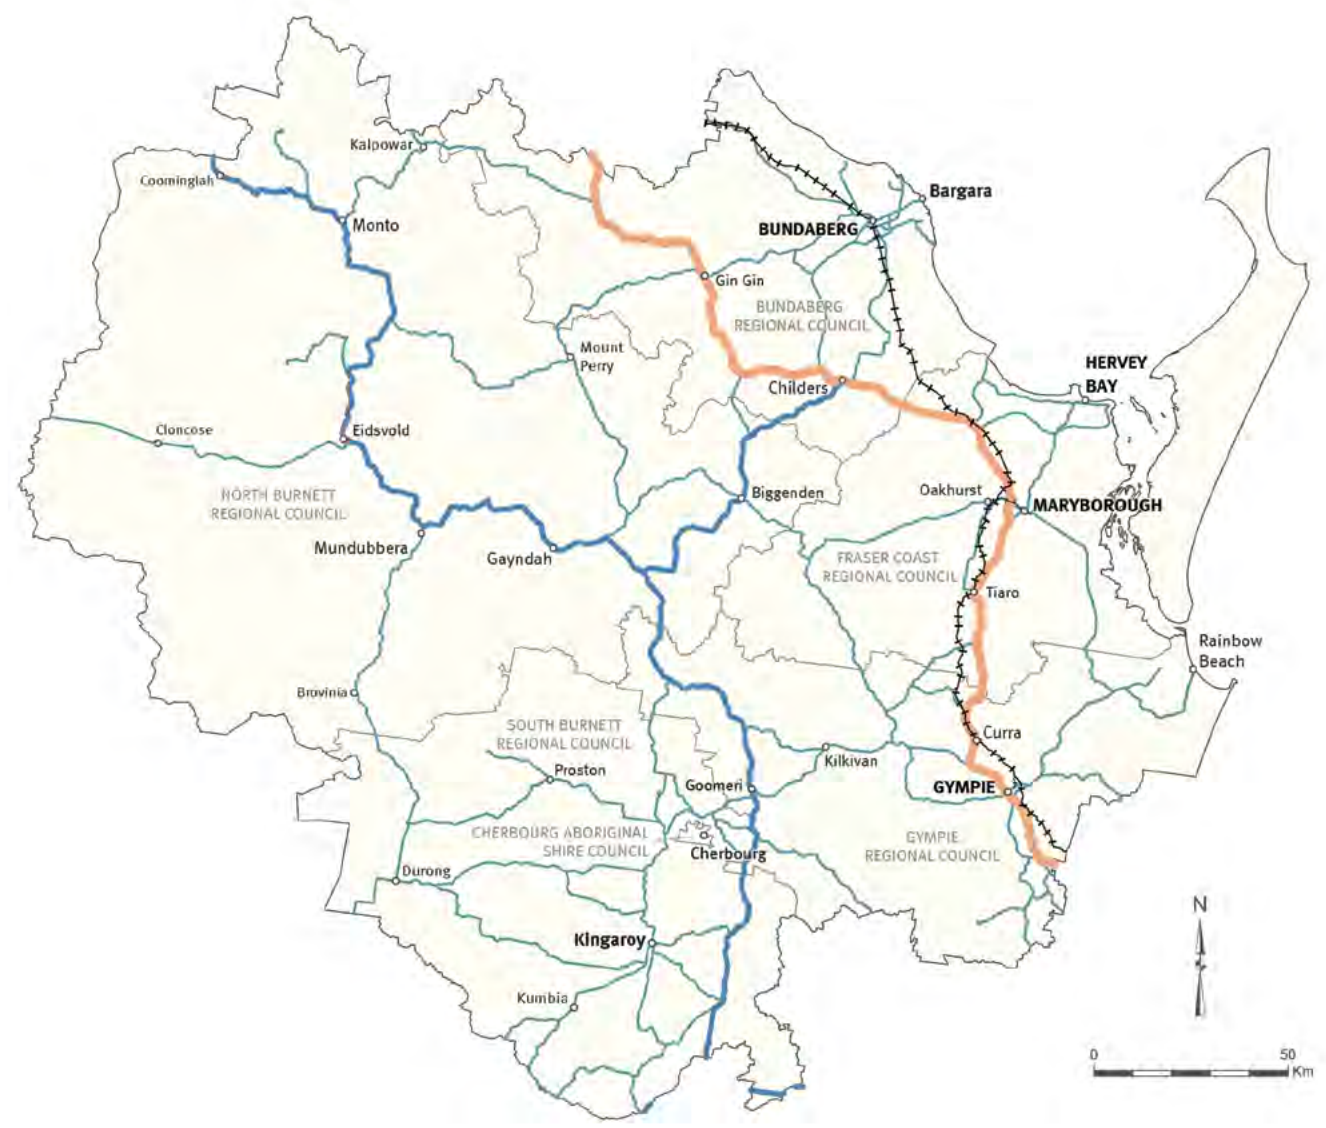 Kalpowar
Coominglah
Bargara
Monto
BUNDABERG
Gin Gin
BUNDABERG
REGIONAL COUNCIL
Mount
Perry
HERVEY
BAY
Childers
Cloncose
Eidsvold
NORTH BURNETT
REGIONAL COUNCIL
Biggenden
Oakhurst
MARYBOROUGH
Mundubbera
Gayndah
FRASER COAST
REGIONAL COUNCIL
Tiaro
Rainbow
Beach
Brovinia
SOUTH BURNETT
REGIONAL COUNCIL
Curra
Proston
Kilkivan
Goomeri
GYMPIE
CHERBOURG ABORIGINAL
SHIRE COUNCIL
GYMPIE
REGIONAL COUNCIL
Cherbourg
Durong
N
Kingaroy
Kumbia
0
50
Km